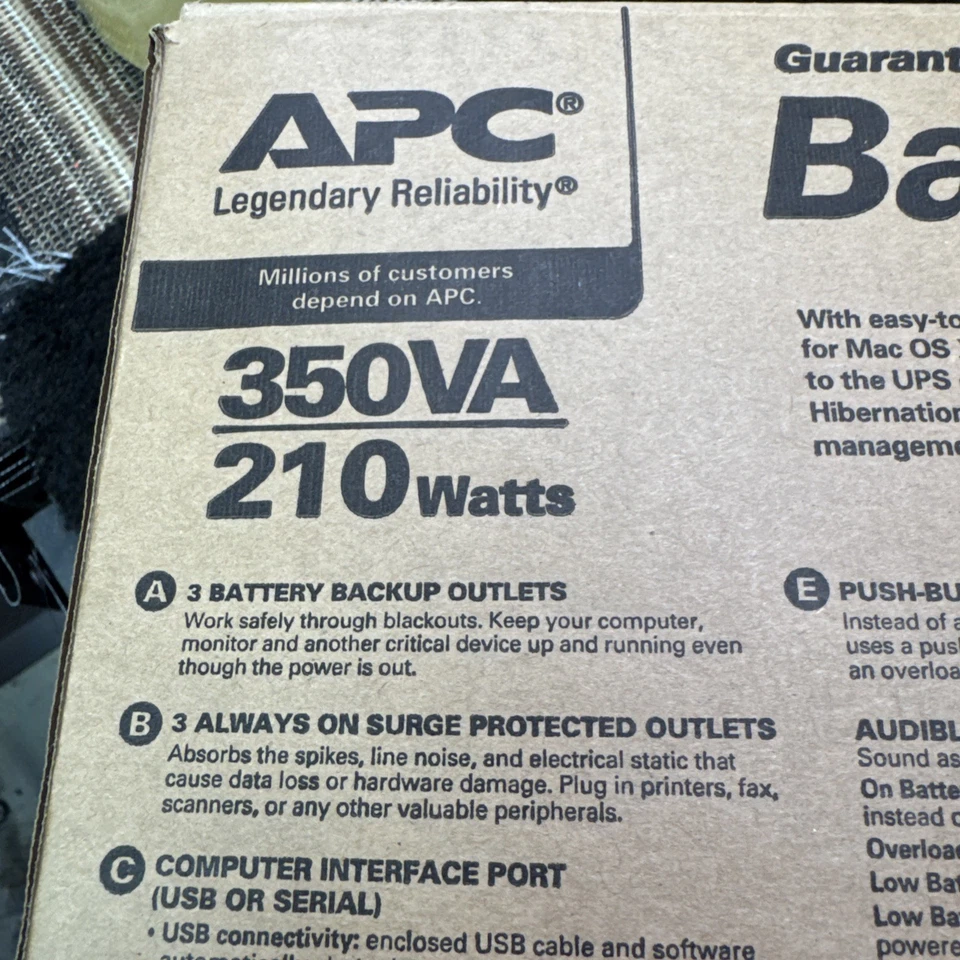 APC®
Legendary Reliability®
Millions of customers
depend on APC.
350VA
210 Watts
A 3 BATTERY BACKUP OUTLETS
Work safely through blackouts. Keep your computer,
monitor and another critical device up and running even
though the power is out.
B 3 ALWAYS ON SURGE PROTECTED OUTLETS
Absorbs the spikes, line noise, and electrical static that
cause data loss or hardware damage. Plug in printers, fax,
scanners, or any other valuable peripherals.
C COMPUTER INTERFACE PORT
(USB OR SERIAL)
• USB connectivity: enclosed USB cable and software
Guarant
Ba
With easy-to
for Mac OS
to the UPS
Hibernation
manageme
E PUSH-BU
Instead of a
uses a push
an overloa
AUDIBL
Sound as
On Batte
instead o
Overload
Low Bat
Low Ba
powere